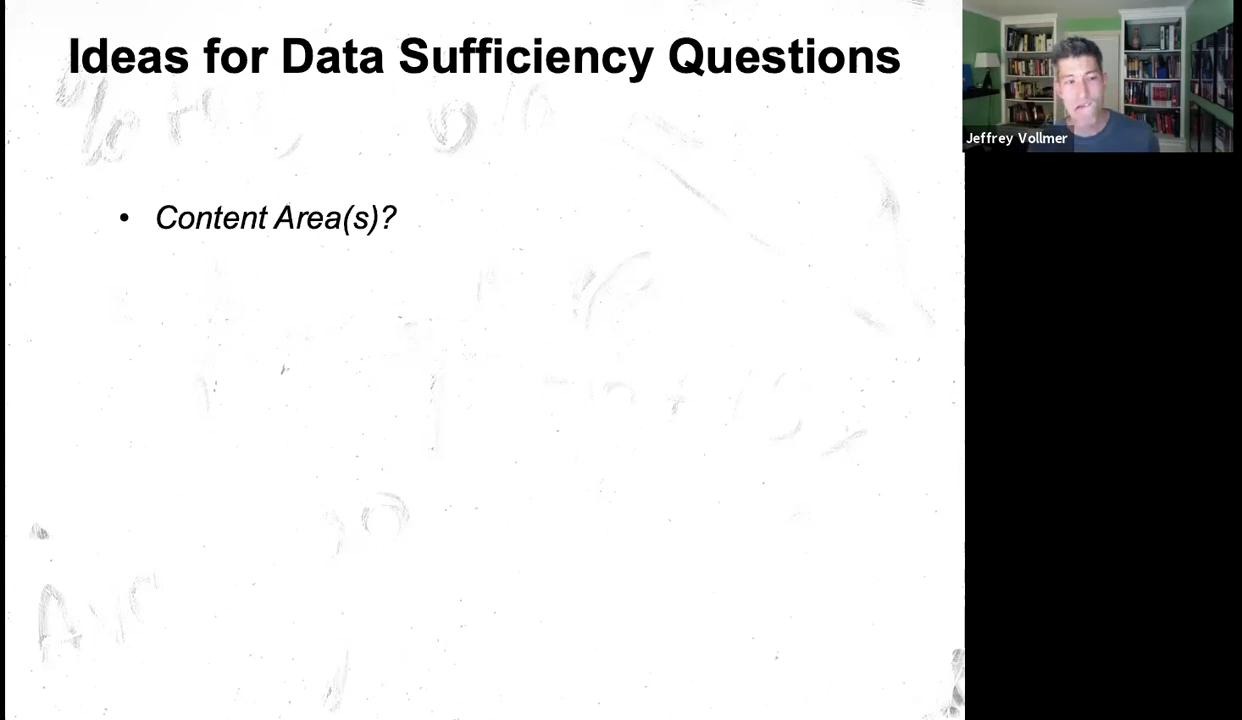 Ideas for Data Sufficiency Questions
• Content Area(s)?
Jeffrey Vollmer